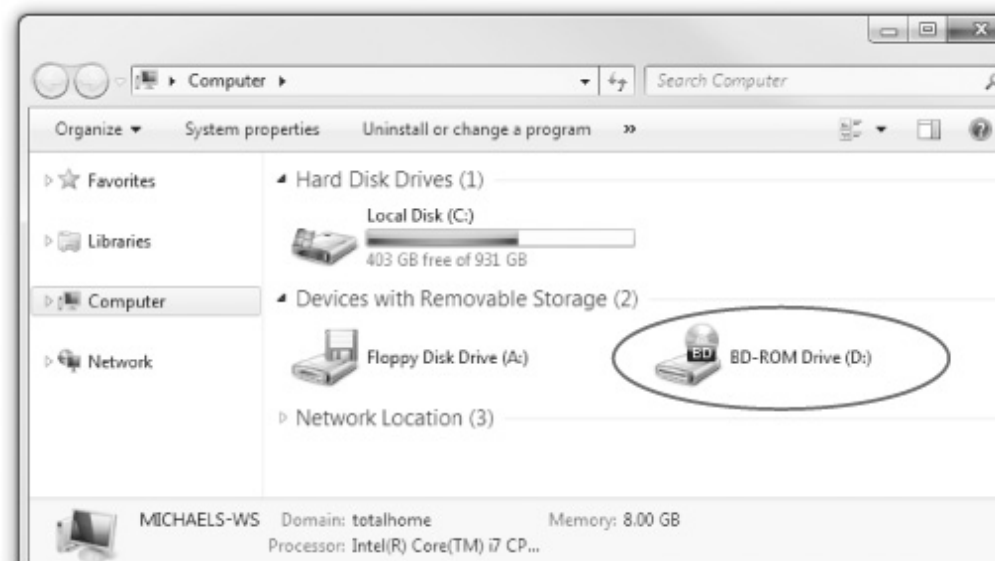 Computer
Search Computer
Organize System properties Uninstall or change a program »
Favorites
Libraries
Computer
Network
Hard Disk Drives (1)
Local Disk (C:)
403 GB free of 931 GB
Devices with Removable Storage (2)
Floppy Disk Drive (A:)
BD
BD-ROM Drive (D:)
Network Location (3)
MICHAELS-WS Domain: totalhome Memory: 8.00 GB
Processor: Intel(R) Core(TM) i7 CP...